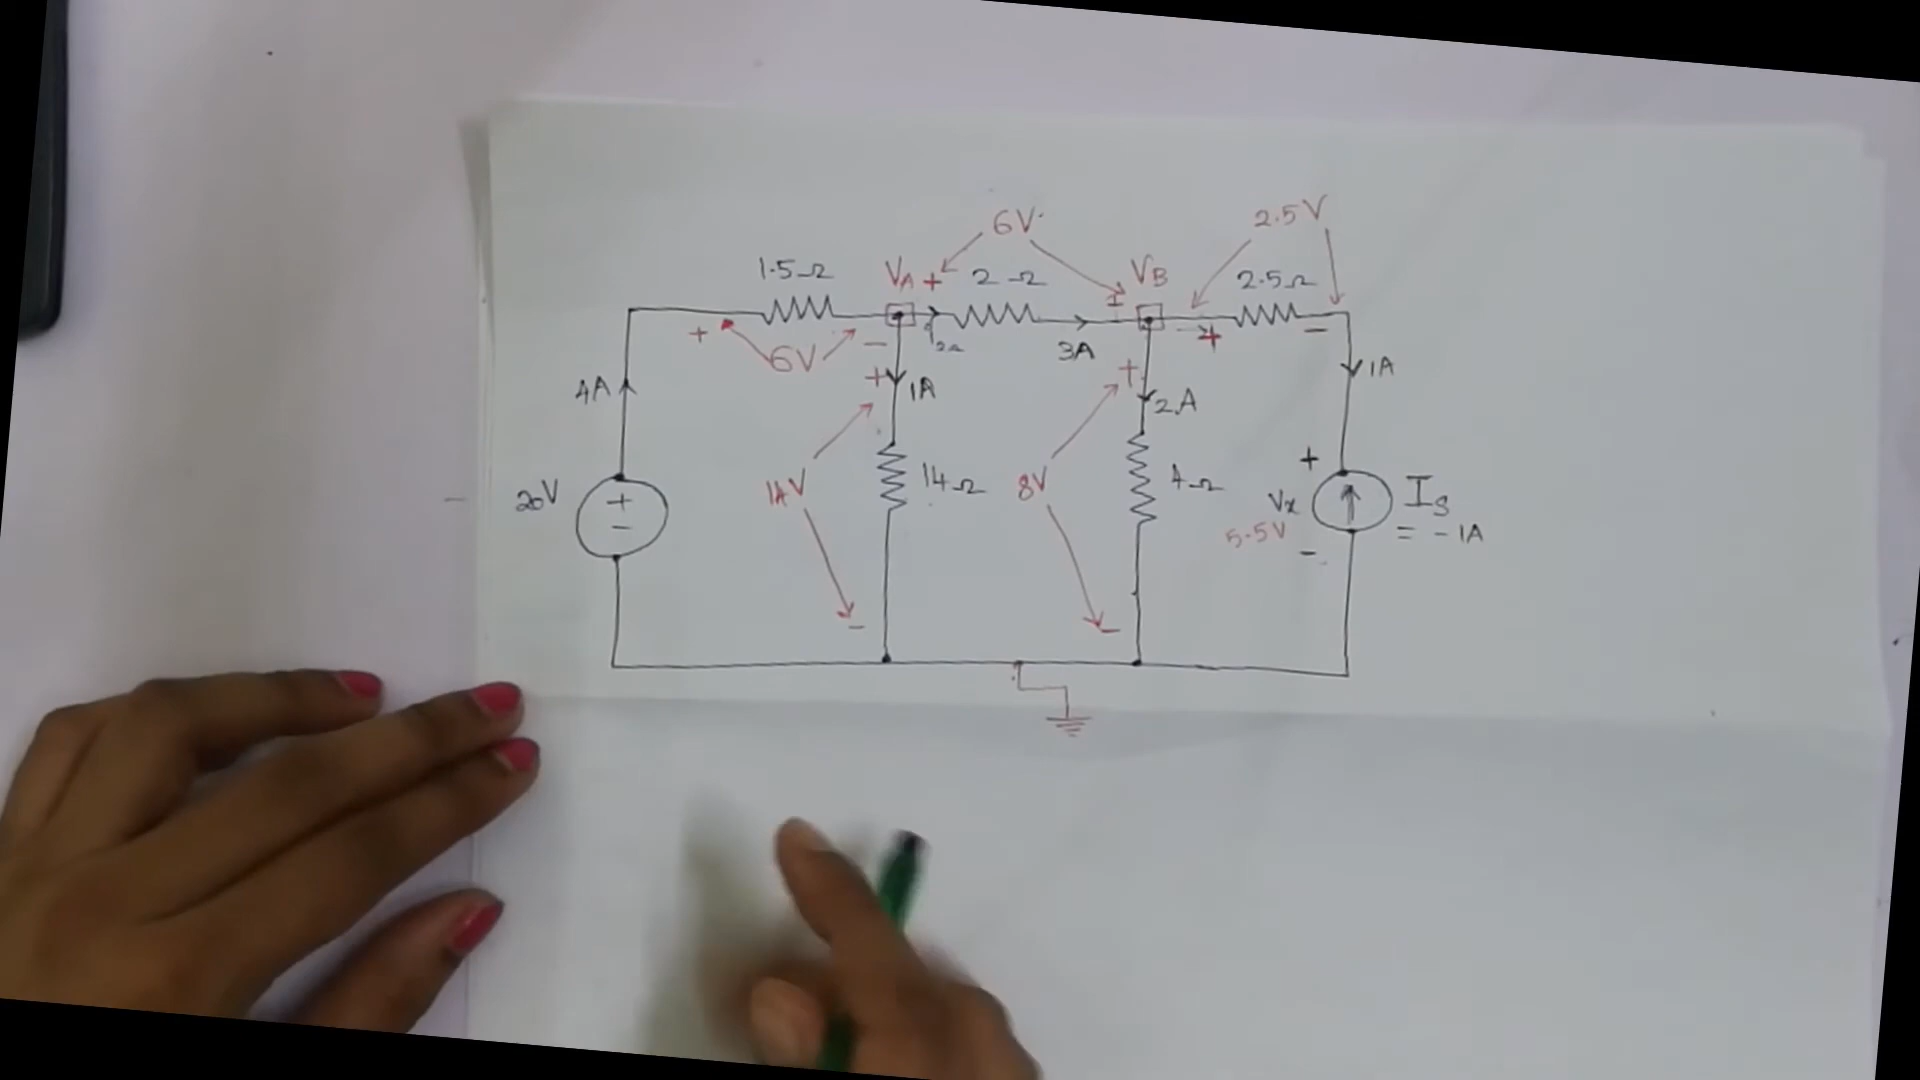 6V
2.5V
1.5Ω
VA
+
2Ω
VB
2.5Ω
+
6V
-
3A
+
-
4A
+
1A
+
2A
1A
20V
+
-
14V
14Ω
8V
4Ω
+
Vx
5.5V
-
IS
= -1A
-
-